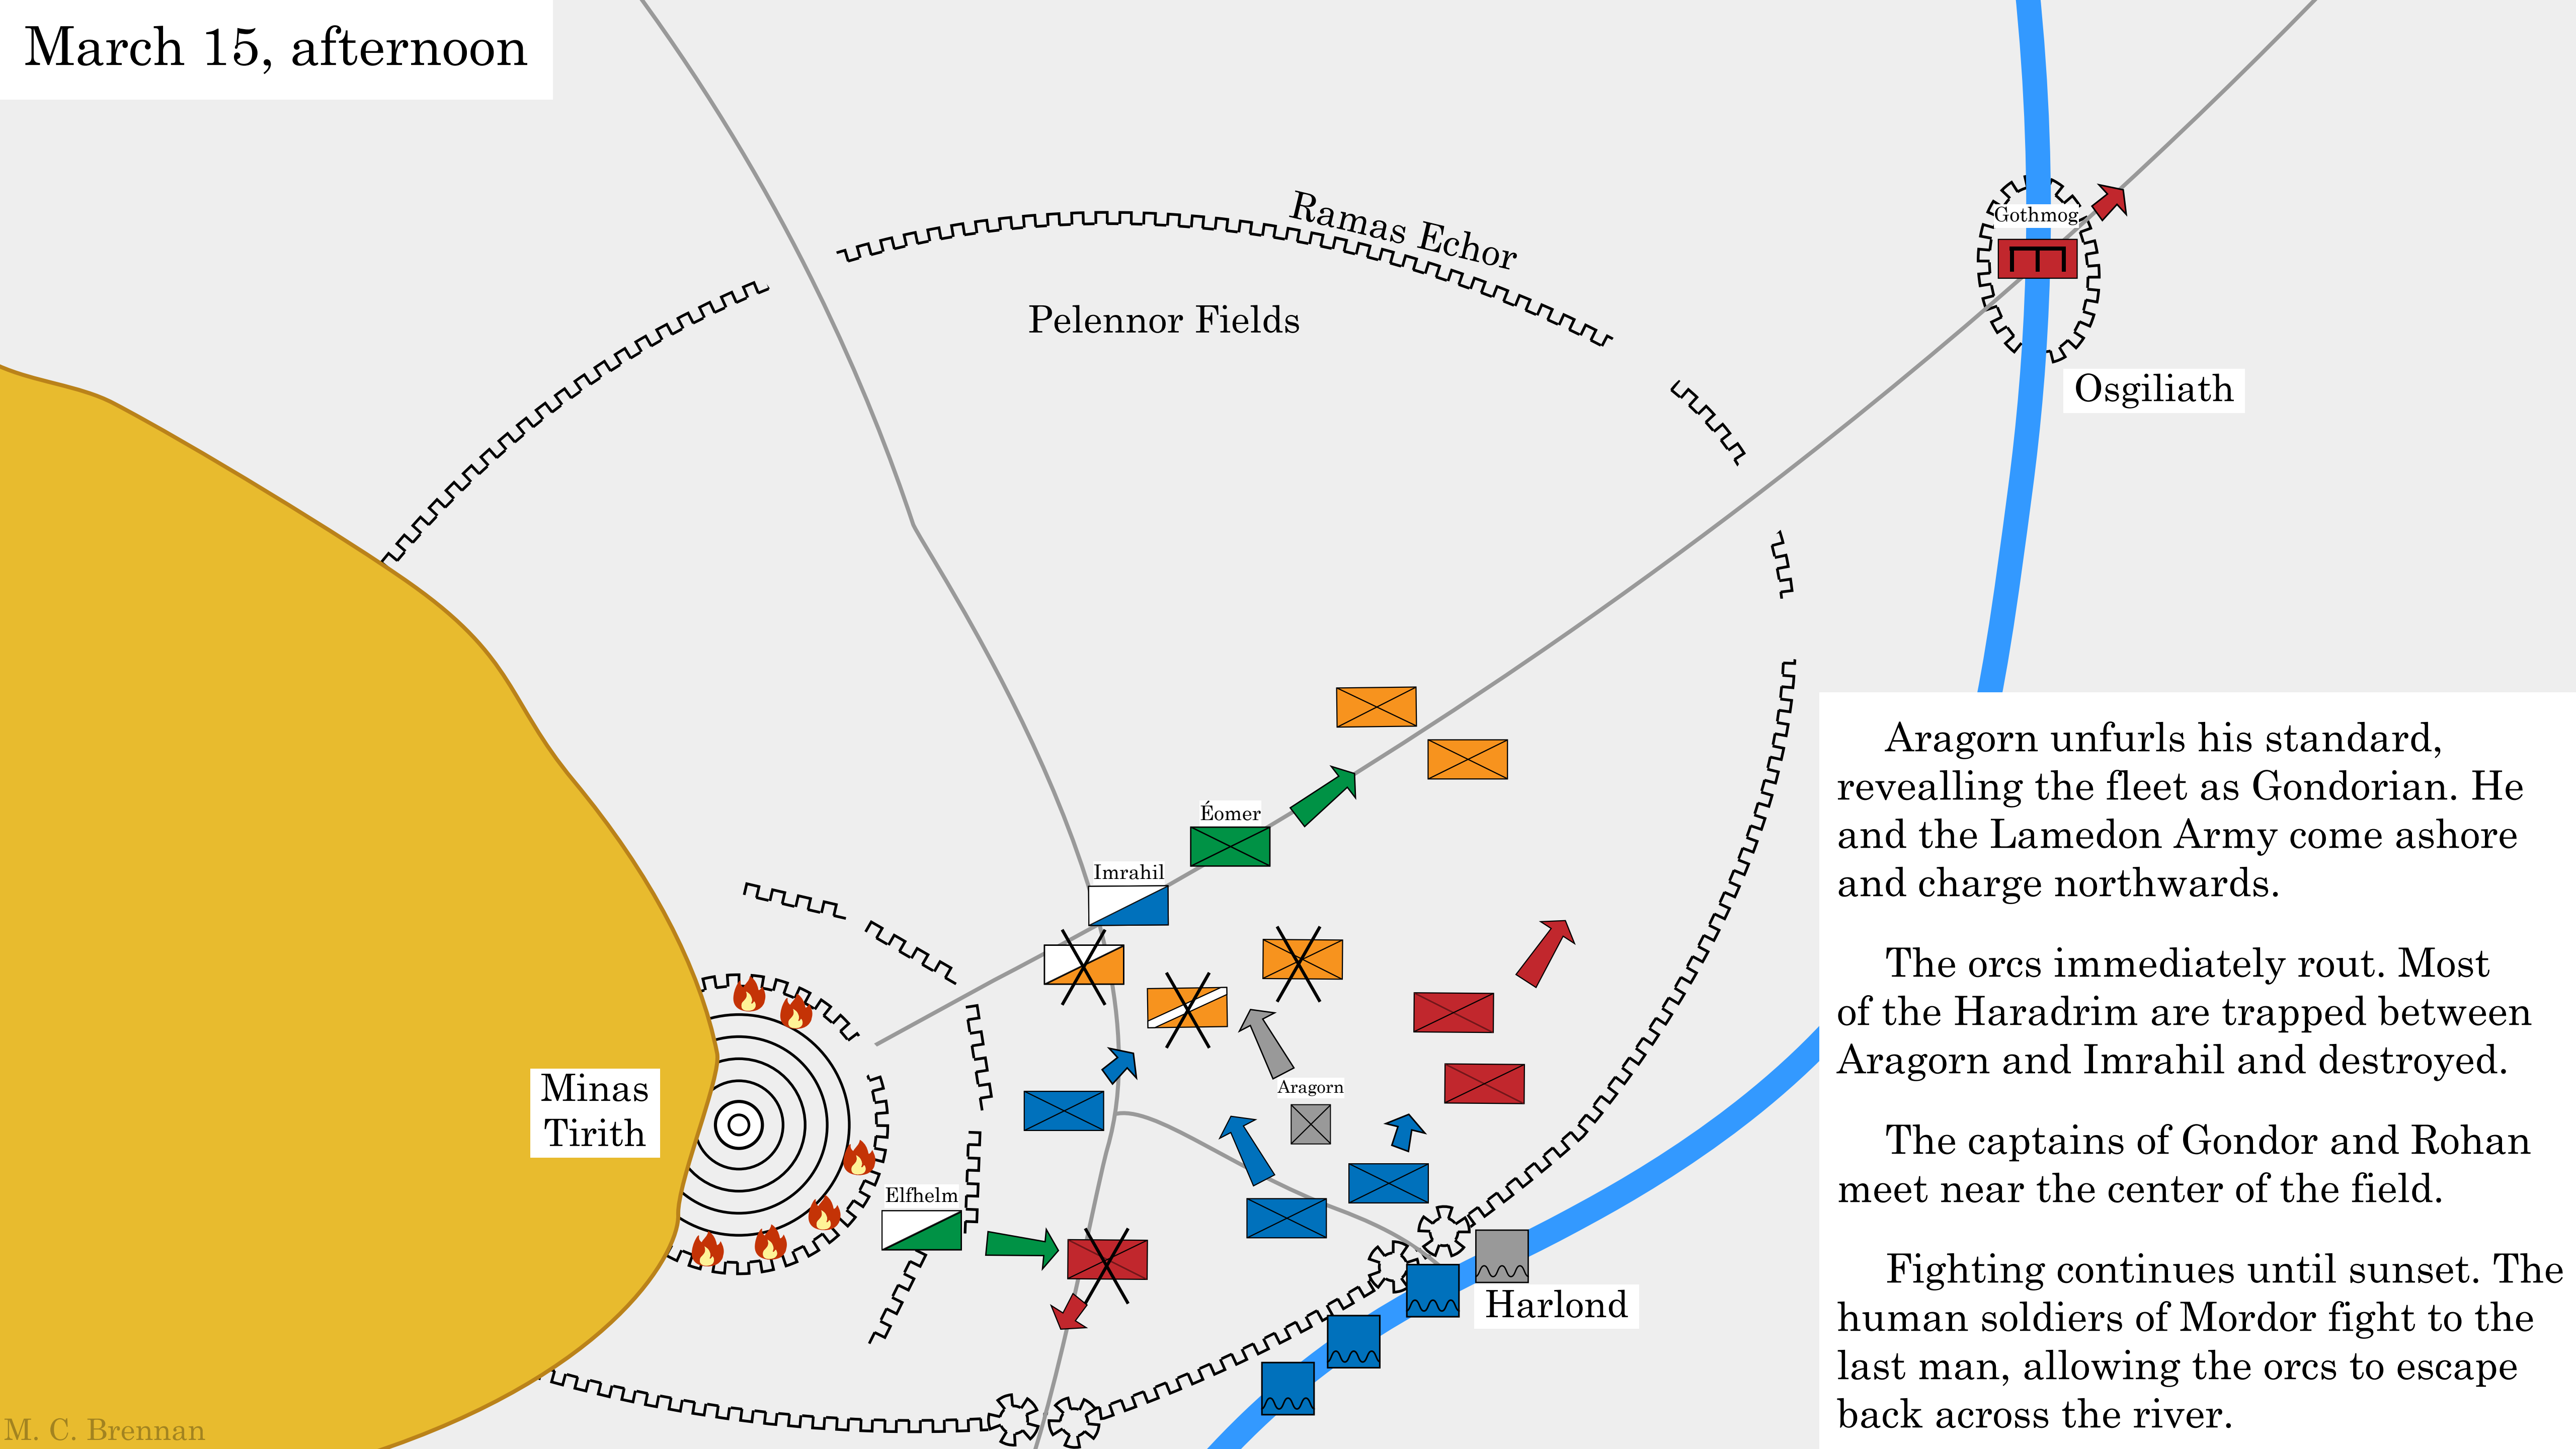 March 15, afternoon
Ramas Echor
Gothmog
Pelennor Fields
Osgiliath
Éomer
Imrahil
Aragorn
Minas
Tirith
Elfhelm
Harlond
Aragorn unfurls his standard,
revealling the fleet as Gondorian. He
and the Lamedon Army come ashore
and charge northwards.
The orcs immediately rout. Most
of the Haradrim are trapped between
Aragorn and Imrahil and destroyed.
The captains of Gondor and Rohan
meet near the center of the field.
Fighting continues until sunset. The
human soldiers of Mordor fight to the
last man, allowing the orcs to escape
back across the river.
M. C. Brennan